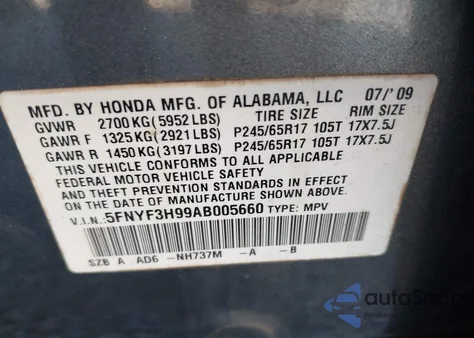 MFD. BY HONDA MFG. OF ALABAMA, LLC 07/'09
GVWR 2700 KG (5952 LBS) TIRE SIZE RIM SIZE
GAWR F 1325 KG (2921 LBS) P245/65R17 105T 17X7.5J
GAWR R 1450 KG (3197 LBS) P245/65R17 105T 17X7.5J
THIS VEHICLE CONFORMS TO ALL APPLICABLE
FEDERAL MOTOR VEHICLE SAFETY
STANDARDS IN EFFECT ON THE DATE OF
MANUFACTURE SHOWN ABOVE.
V.I.N.: 5FNYF3H99AB005660 TYPE: MPV
SZB A AD6 -NH737M -A -B
autoSnap